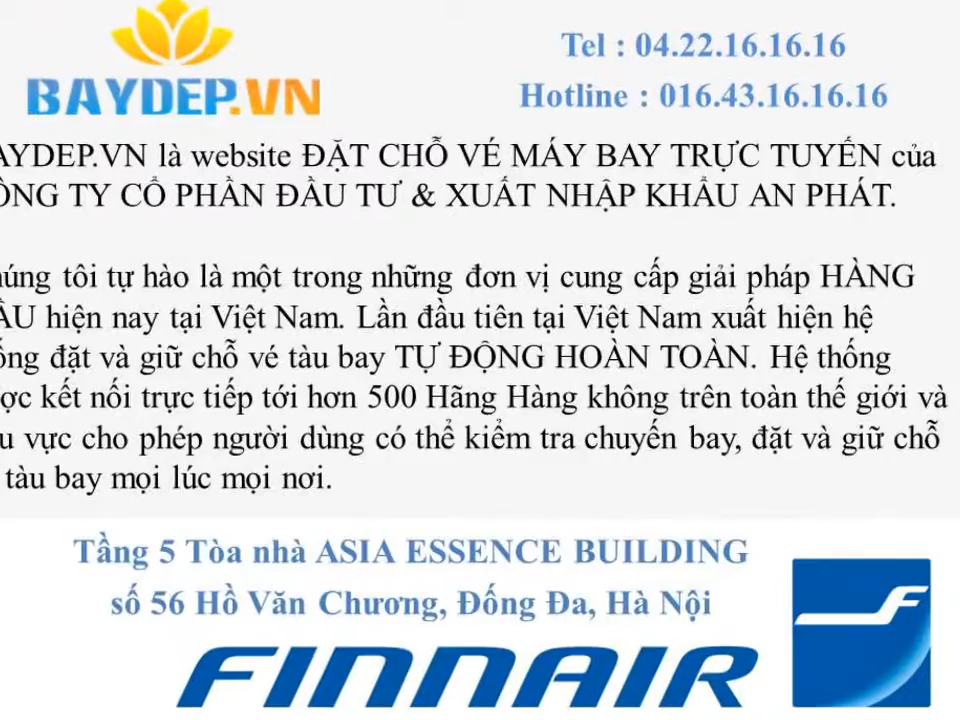 BAYDEP.VN
Tel : 04.22.16.16.16
Hotline : 016.43.16.16.16
AYDEP.VN là website ĐẶT CHỖ VÉ MÁY BAY TRỰC TUYẾN của
ÔNG TY CỔ PHẦN ĐẦU TƯ & XUẤT NHẬP KHẨU AN PHÁT.
úng tôi tự hào là một trong những đơn vị cung cấp giải pháp HÀNG
ẦU hiện nay tại Việt Nam. Lần đầu tiên tại Việt Nam xuất hiện hệ
ống đặt và giữ chỗ vé tàu bay TỰ ĐỘNG HOÀN TOÀN. Hệ thống
ợc kết nối trực tiếp tới hơn 500 Hãng Hàng không trên toàn thế giới và
u vực cho phép người dùng có thể kiểm tra chuyến bay, đặt và giữ chỗ
tàu bay mọi lúc mọi nơi.
Tầng 5 Tòa nhà ASIA ESSENCE BUILDING
số 56 Hồ Văn Chương, Đống Đa, Hà Nội
FINNAIR
F